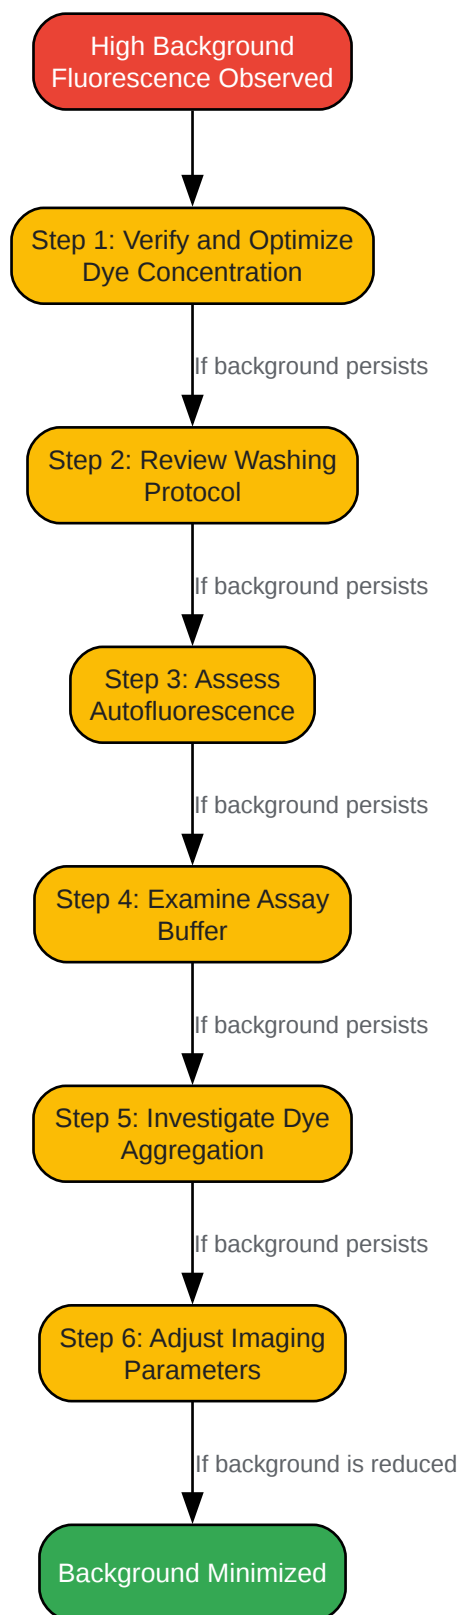 High Background
Fluorescence Observed
Step 1: Verify and Optimize
Dye Concentration
If background persists
Step 2: Review Washing
Protocol
If background persists
Step 3: Assess
Autofluorescence
If background persists
Step 4: Examine Assay
Buffer
If background persists
Step 5: Investigate Dye
Aggregation
If background persists
Step 6: Adjust Imaging
Parameters
If background is reduced
Background Minimized